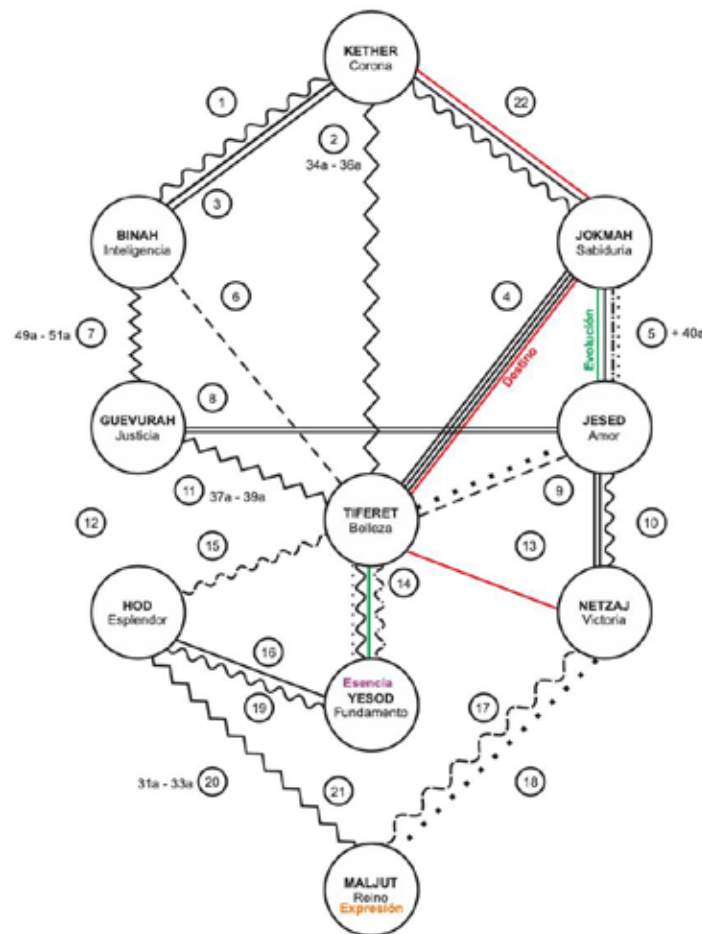 KETHER
Corona
1
22
2
34a - 36a
3
BINAH
Inteligencia
JOKMAH
Sabiduria
6
4
49a - 51a
7
Evolución
5
+ 40a
Destino
8
GUEVURAH
Justicia
JESED
Amor
11
37a - 39a
9
TIFERET
Belleza
12
15
13
10
14
HOD
Esplendor
NETZAJ
Victoria
16
Esencia
YESOD
Fundamento
19
17
31a - 33a
20
21
18
MALJUT
Reino
Expresión